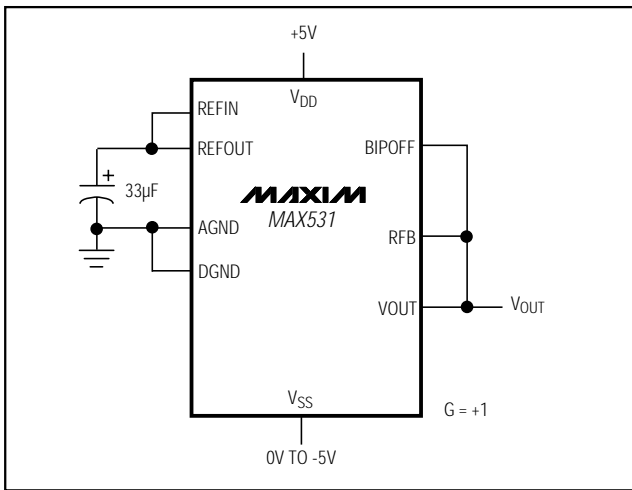 +5V
VDD
REFIN
REFOUT
BIPOFF
+
33µF
MAXIM
MAX531
AGND
RFB
DGND
VOUT
VOUT
VSS
G = +1
0V TO -5V